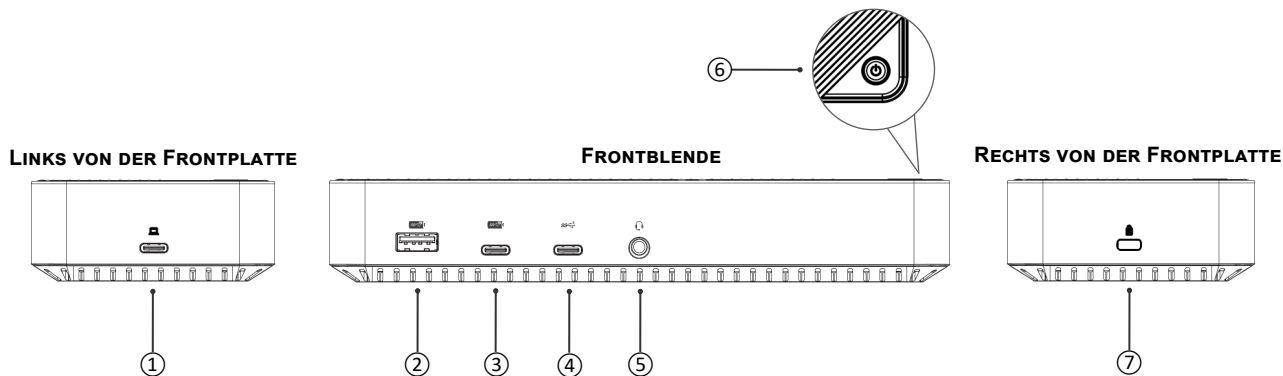 ⑥
LINKS VON DER FRONTPLATTE
FRONTBLENDE
RECHTS VON DER FRONTPLATTE
① ② ③ ④ ⑤ ⑦